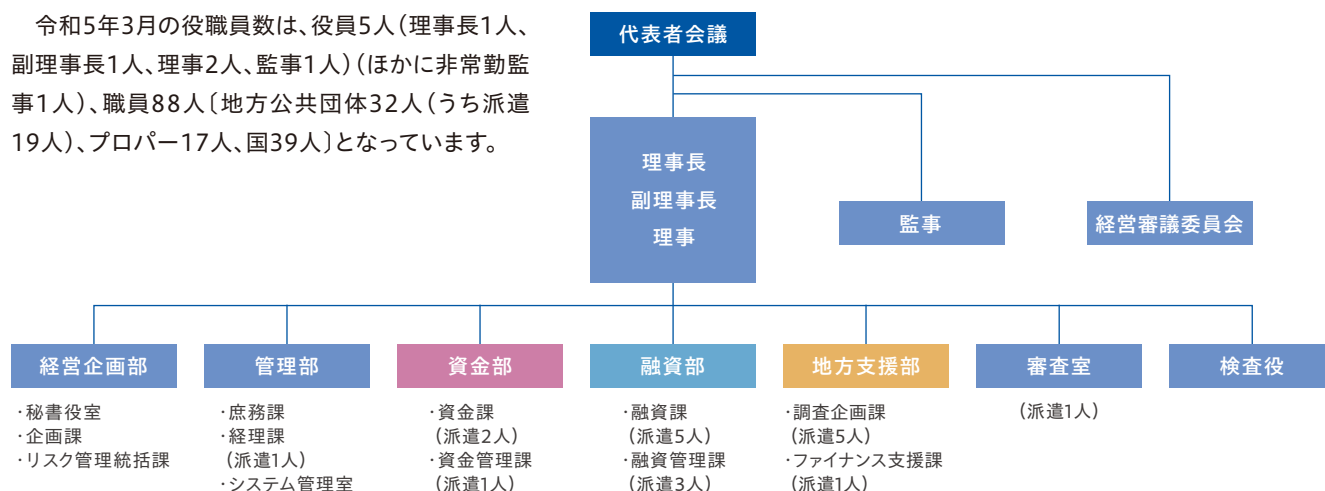 令和5年3月の役職員数は、役員5人(理事長1人、
副理事長1人、理事2人、監事1人)(ほかに非常勤監
事1人)、職員88人〔地方公共団体32人(うち派遣
19人)、プロパー17人、国39人〕となっています。
代表者会議
理事長
副理事長
理事
監事
経営審議委員会
経営企画部
・秘書役室
・企画課
・リスク管理統括課
管理部
・庶務課
・経理課
(派遣1人)
・システム管理室
資金部
・資金課
(派遣2人)
・資金管理課
(派遣1人)
融資部
・融資課
(派遣5人)
・融資管理課
(派遣3人)
地方支援部
・調査企画課
(派遣5人)
・ファイナンス支援課
(派遣1人)
審査室
(派遣1人)
検査役